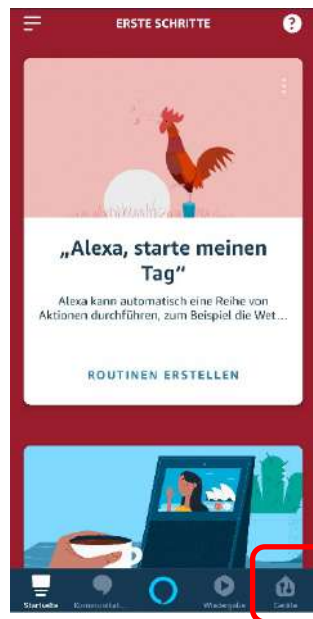 ERSTE SCHRITTE
?
„Alexa, starte meinen
Tag“
Alexa kann automatisch eine Reihe von
Aktionen durchführen, zum Beispiel die Wet...
ROUTINEN ERSTELLEN
Startseite Kommunikat... Wiedergabe Geräte